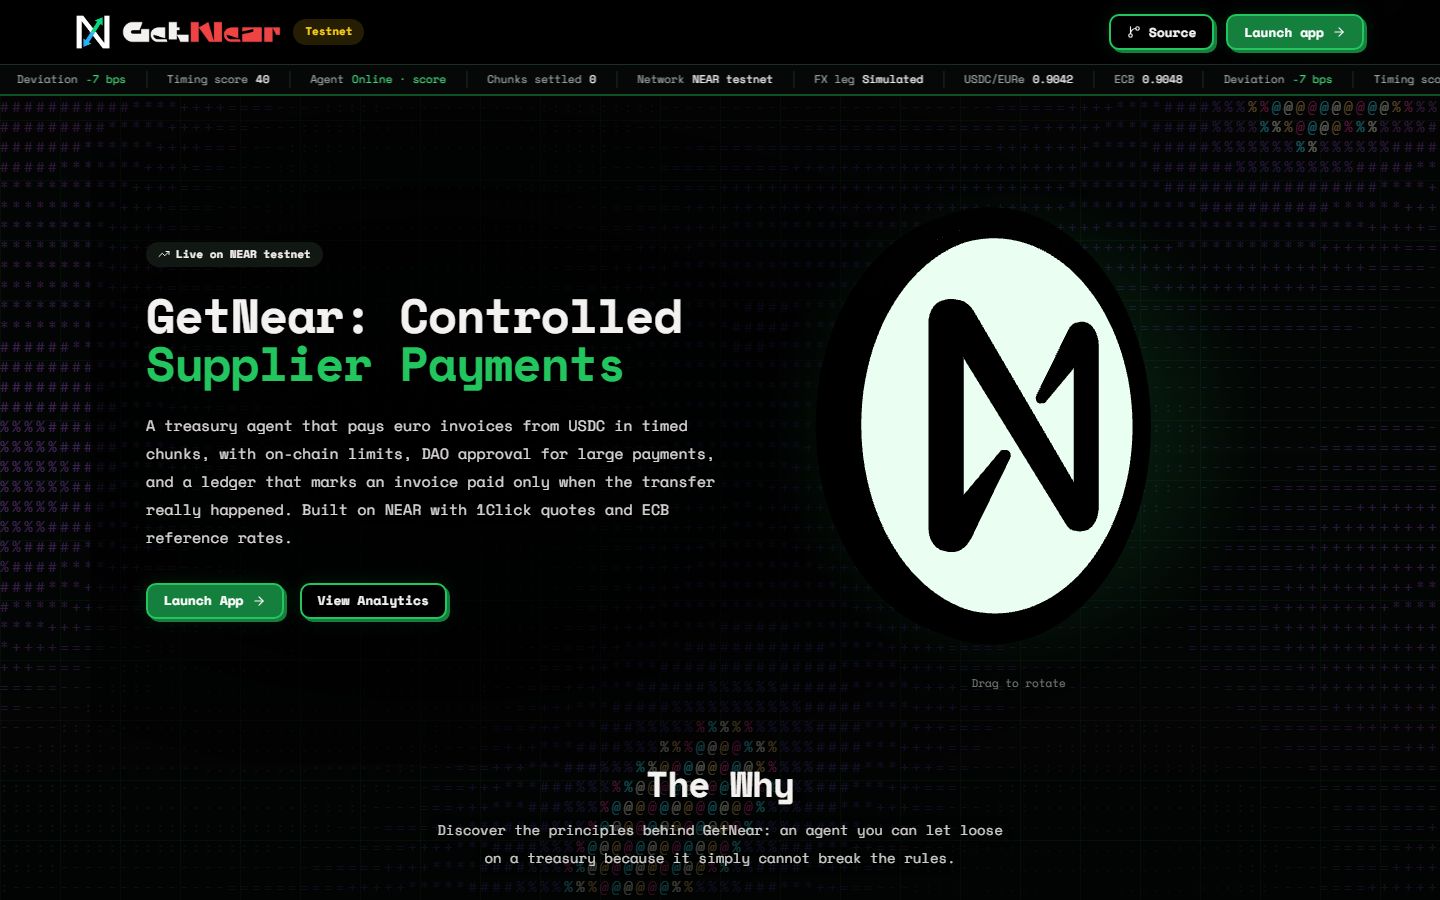 GetNear Testnet Source Launch app →
Deviation -7 bps Timing score 40 Agent Online · score Chunks settled 0 Network NEAR testnet FX leg Simulated USDC/EURe 0.9042 ECB 0.9048 Deviation -7 bps Timing sco
Live on NEAR testnet
GetNear: Controlled
Supplier Payments
A treasury agent that pays euro invoices from USDC in timed
chunks, with on-chain limits, DAO approval for large payments,
and a ledger that marks an invoice paid only when the transfer
really happened. Built on NEAR with 1Click quotes and ECB
reference rates.
Launch App → View Analytics
Drag to rotate
The Why
Discover the principles behind GetNear: an agent you can let loose
on a treasury because it simply cannot break the rules.